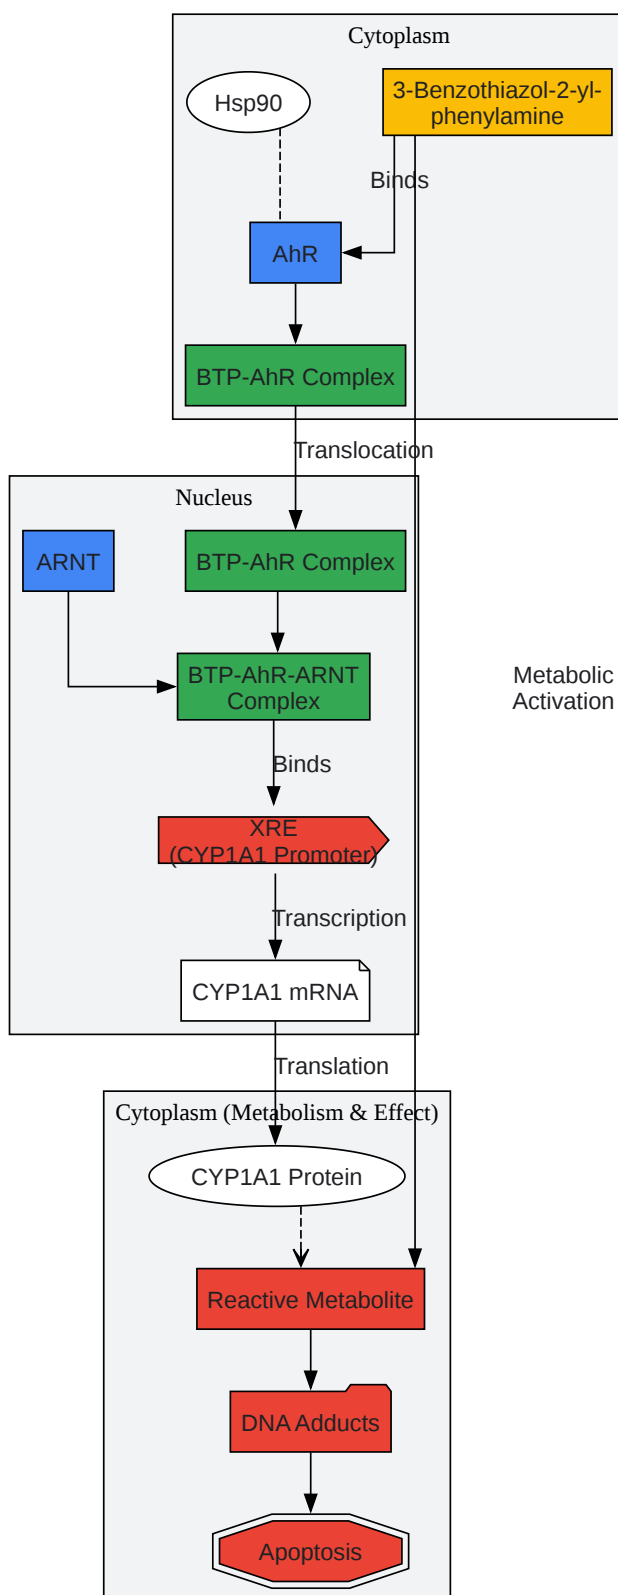 Cytoplasm
Hsp90
3-Benzothiazol-2-yl-
phenylamine
Binds
AhR
BTP-AhR Complex
Translocation
Nucleus
ARNT
BTP-AhR Complex
BTP-AhR-ARNT
Complex
Metabolic
Activation
Binds
XRE
(CYP1A1 Promoter)
Transcription
CYP1A1 mRNA
Translation
Cytoplasm (Metabolism & Effect)
CYP1A1 Protein
Reactive Metabolite
DNA Adducts
Apoptosis